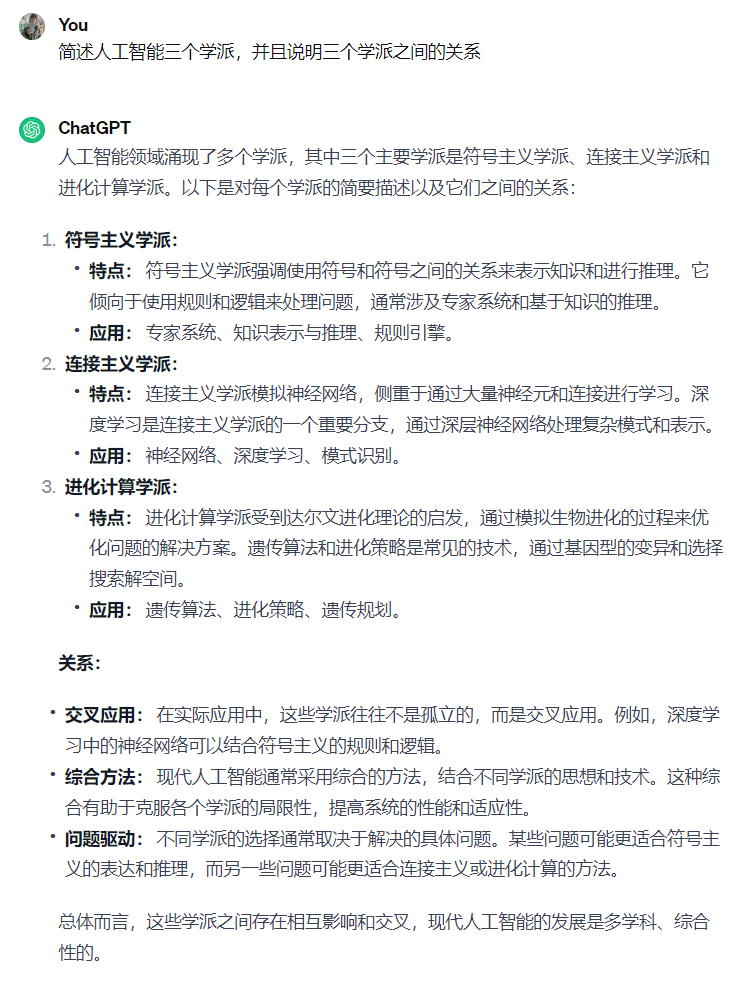 You
简述人工智能三个学派，并且说明三个学派之间的关系
ChatGPT
人工智能领域涌现了多个学派，其中三个主要学派是符号主义学派、连接主义学派和
进化计算学派。以下是对每个学派的简要描述以及它们之间的关系：
1. 符号主义学派：
• 特点： 符号主义学派强调使用符号和符号之间的关系来表示知识和进行推理。它
倾向于使用规则和逻辑来处理问题，通常涉及专家系统和基于知识的推理。
• 应用： 专家系统、知识表示与推理、规则引擎。
2. 连接主义学派：
• 特点： 连接主义学派模拟神经网络，侧重于通过大量神经元和连接进行学习。深
度学习是连接主义学派的一个重要分支，通过深层神经网络处理复杂模式和表示。
• 应用： 神经网络、深度学习、模式识别。
3. 进化计算学派：
• 特点： 进化计算学派受到达尔文进化理论的启发，通过模拟生物进化的过程来优
化问题的解决方案。遗传算法和进化策略是常见的技术，通过基因型的变异和选择
搜索解空间。
• 应用： 遗传算法、进化策略、遗传规划。
关系：
• 交叉应用： 在实际应用中，这些学派往往不是孤立的，而是交叉应用。例如，深度学
习中的神经网络可以结合符号主义的规则和逻辑。
• 综合方法： 现代人工智能通常采用综合的方法，结合不同学派的思想和技术。这种综
合有助于克服各个学派的局限性，提高系统的性能和适应性。
• 问题驱动： 不同学派的选择通常取决于解决的具体问题。某些问题可能更适合符号主
义的表达和推理，而另一些问题可能更适合连接主义或进化计算的方法。
总体而言，这些学派之间存在相互影响和交叉，现代人工智能的发展是多学科、综合
性的。